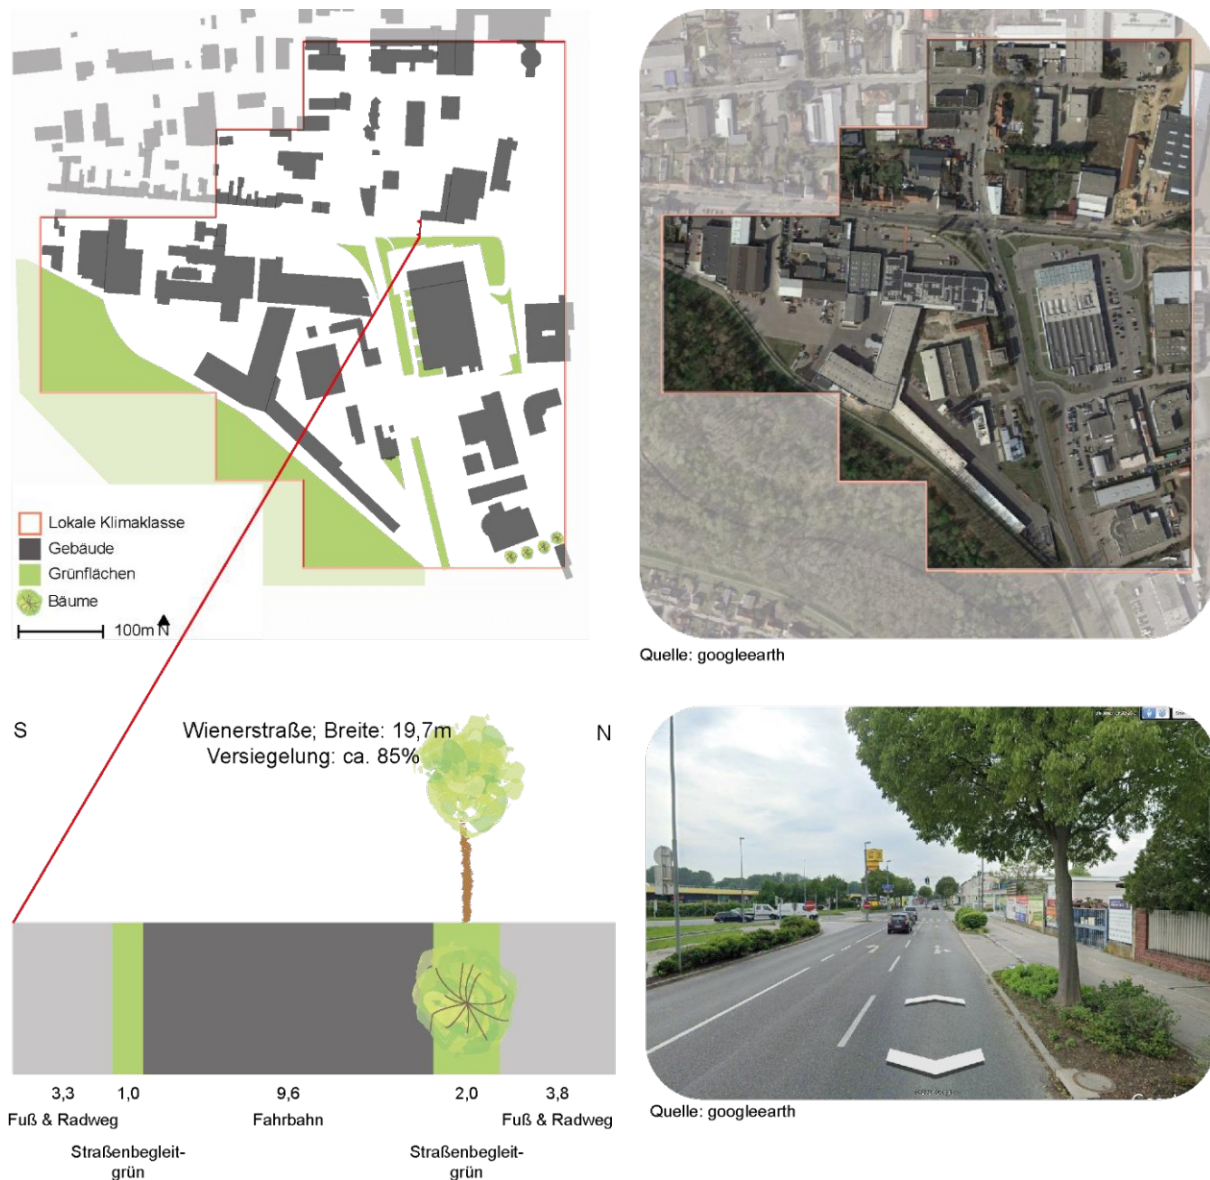 Lokale Klimaklasse
Gebäude
Grünflächen
Bäume
100m N
Quelle: googleearth
S
Wienerstraße; Breite: 19,7m
Versiegelung: ca. 85%
N
3,3
1,0
9,6
2,0
3,8
Fuß & Radweg
Fahrbahn
Fuß & Radweg
Straßenbegleit-
grün
Straßenbegleit-
grün
Quelle: googleearth